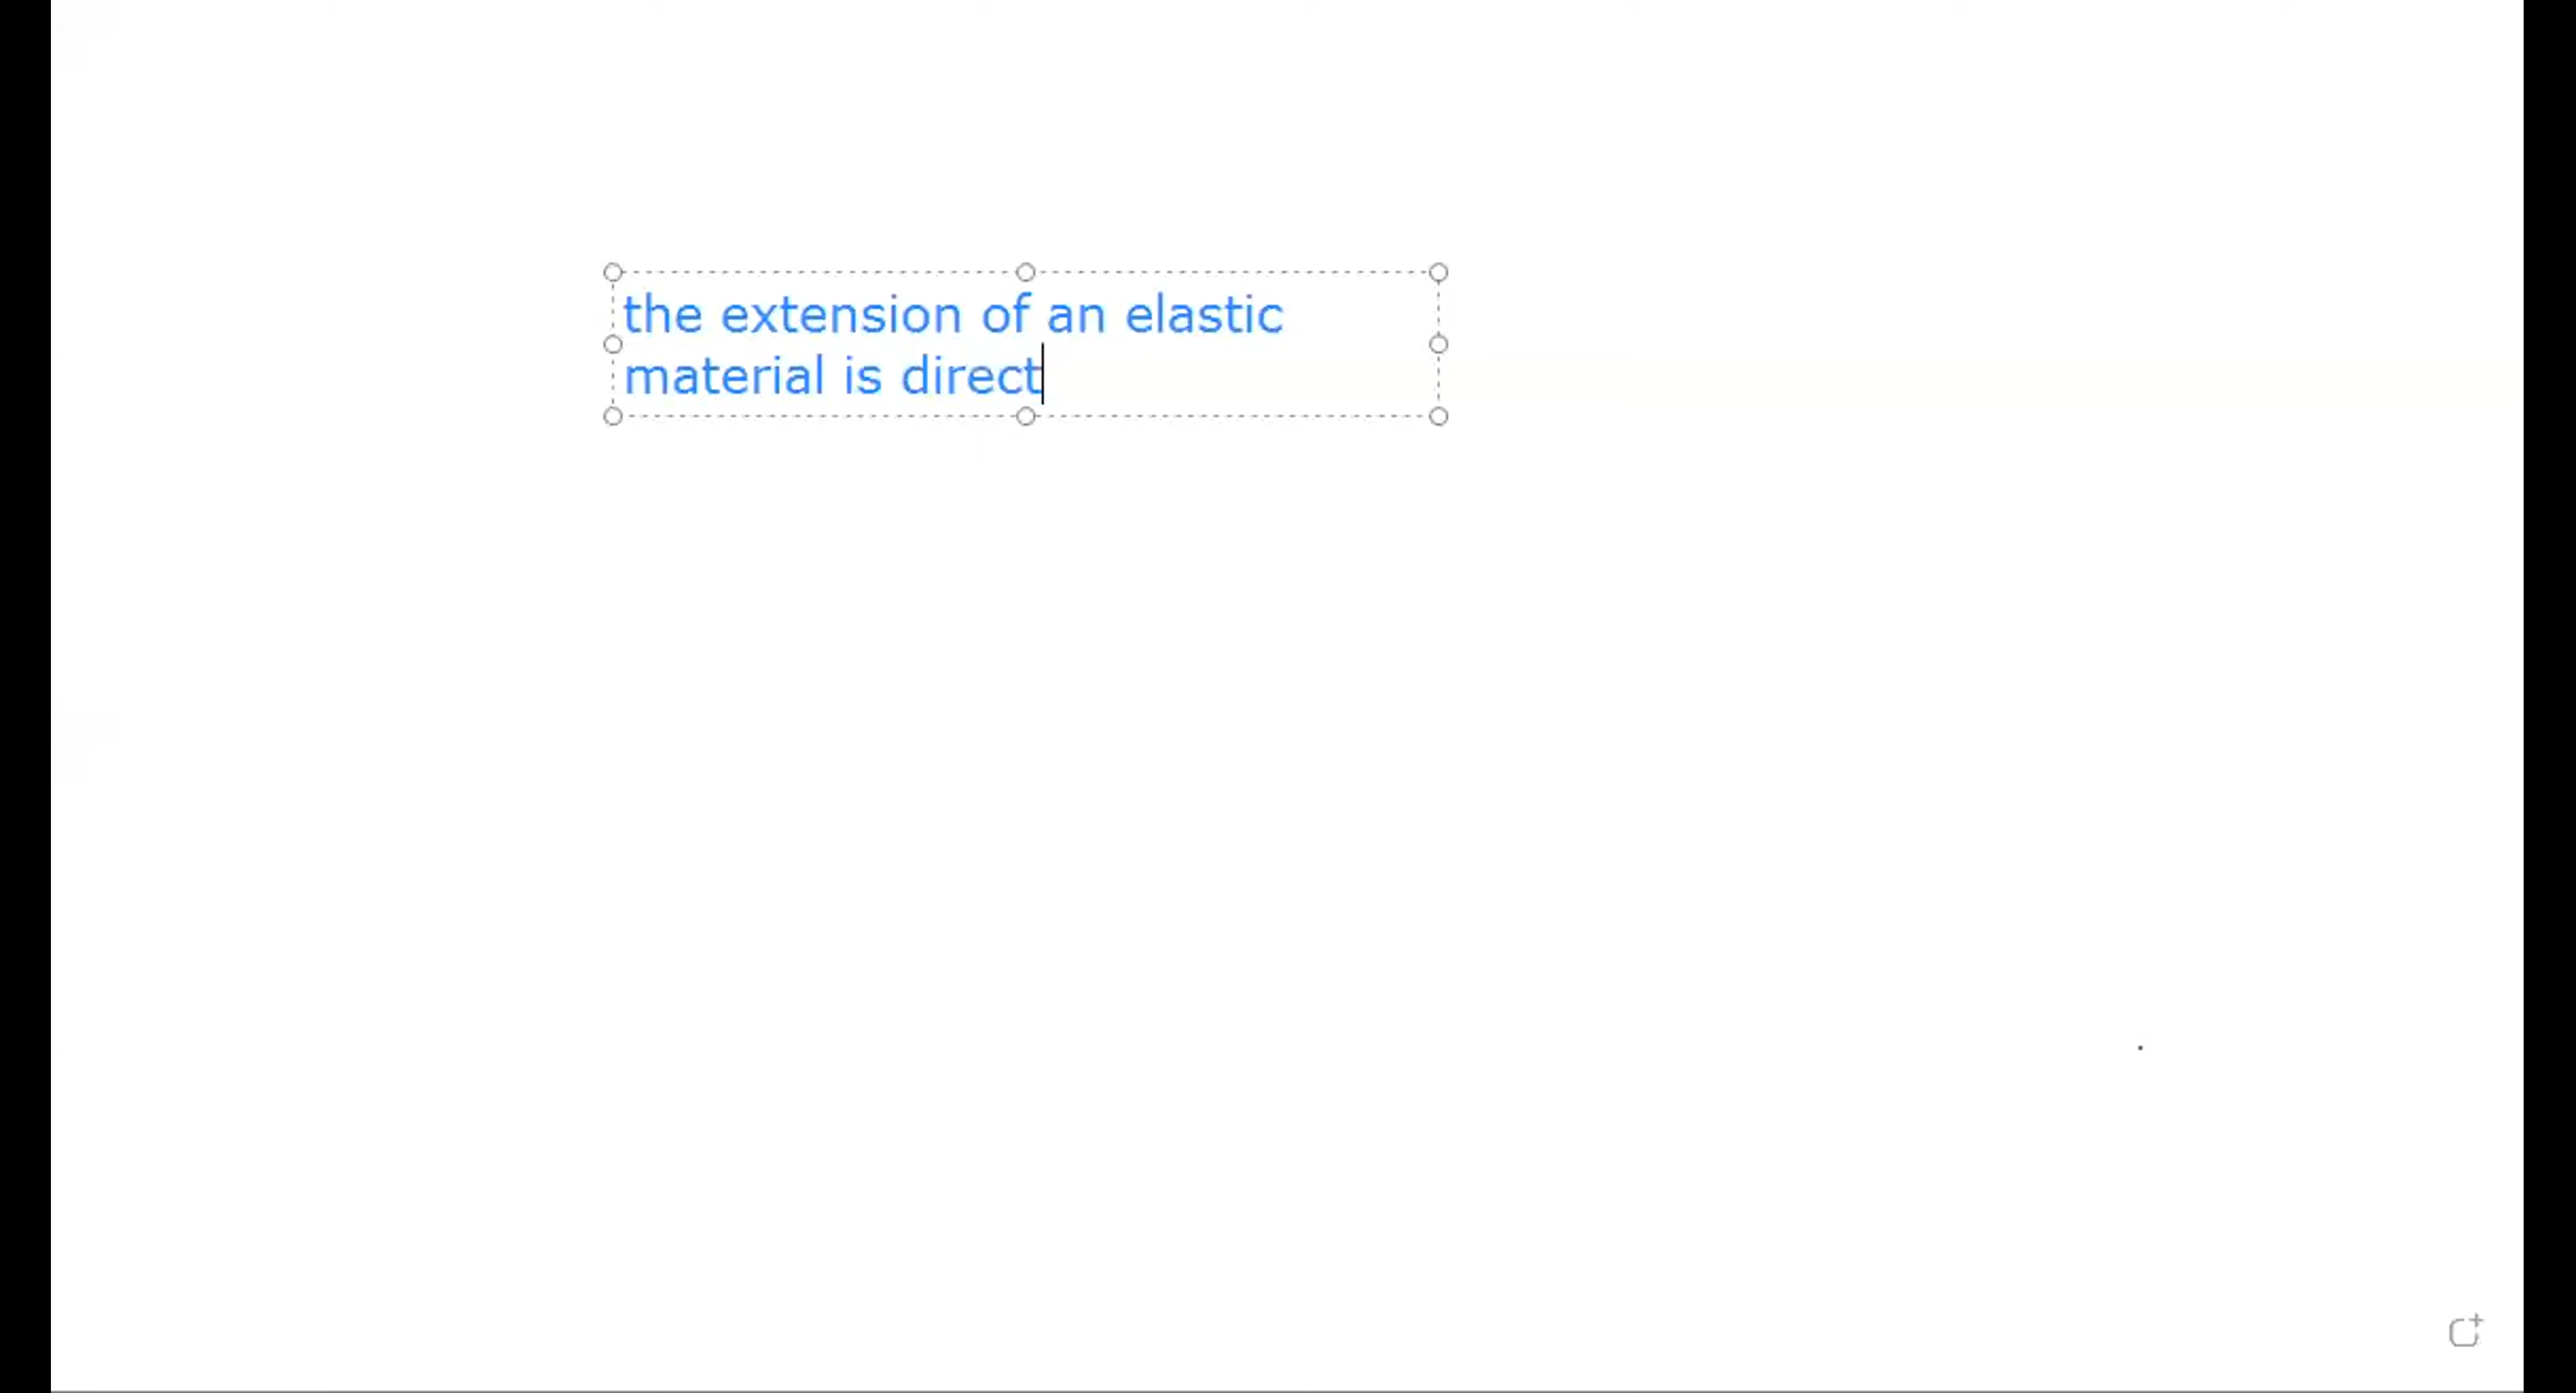 the extension of an elastic
material is direct